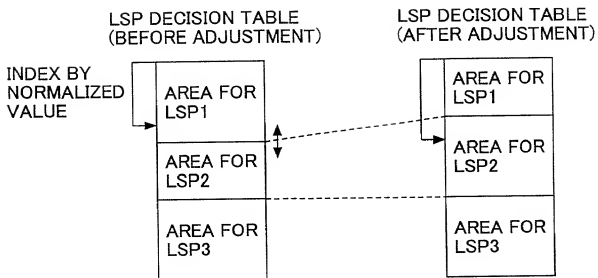 LSP DECISION TABLE
(BEFORE ADJUSTMENT)
INDEX BY
NORMALIZED
VALUE
AREA FOR
LSP1
AREA FOR
LSP2
AREA FOR
LSP3
LSP DECISION TABLE
(AFTER ADJUSTMENT)
AREA FOR
LSP1
AREA FOR
LSP2
AREA FOR
LSP3